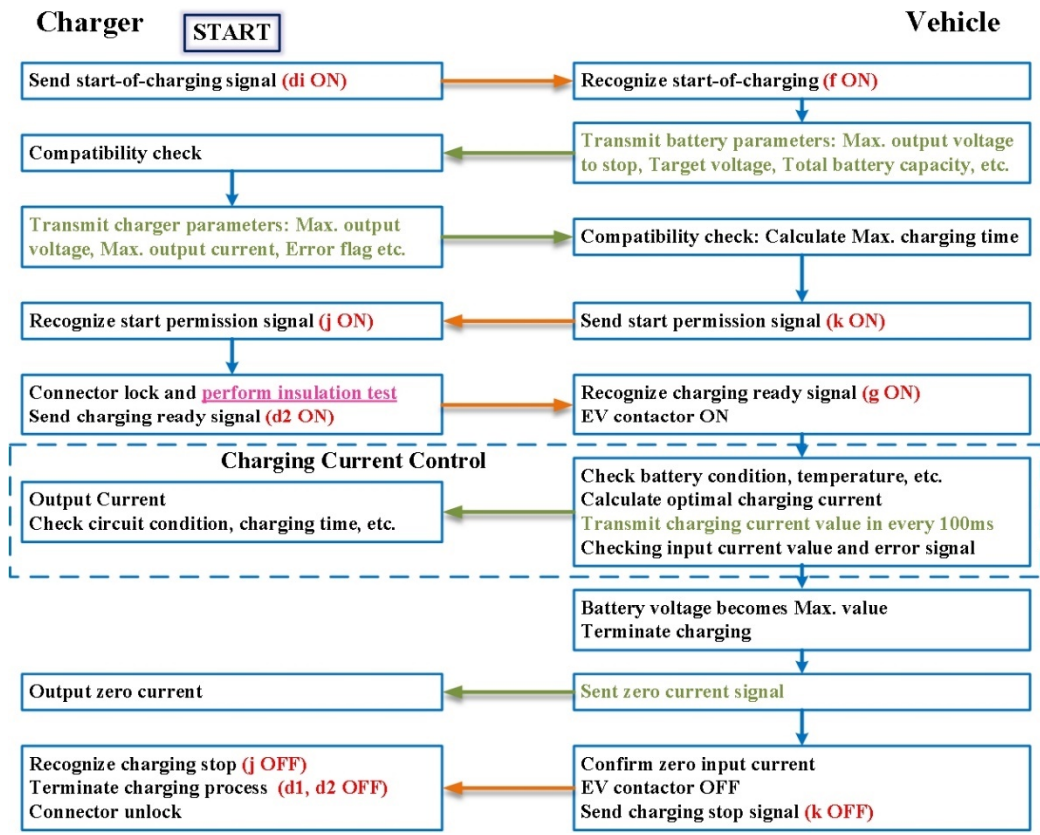 Charger
START
Vehicle
Send start-of-charging signal (di ON)
Recognize start-of-charging (f ON)
Compatibility check
Transmit battery parameters: Max. output voltage
to stop, Target voltage, Total battery capacity, etc.
Transmit charger parameters: Max. output
voltage, Max. output current, Error flag etc.
Compatibility check: Calculate Max. charging time
Recognize start permission signal (j ON)
Send start permission signal (k ON)
Connector lock and perform insulation test
Send charging ready signal (d2 ON)
Recognize charging ready signal (g ON)
EV contactor ON
Charging Current Control
Output Current
Check circuit condition, charging time, etc.
Check battery condition, temperature, etc.
Calculate optimal charging current
Transmit charging current value in every 100ms
Checking input current value and error signal
Battery voltage becomes Max. value
Terminate charging
Output zero current
Sent zero current signal
Recognize charging stop (j OFF)
Terminate charging process (d1, d2 OFF)
Connector unlock
Confirm zero input current
EV contactor OFF
Send charging stop signal (k OFF)